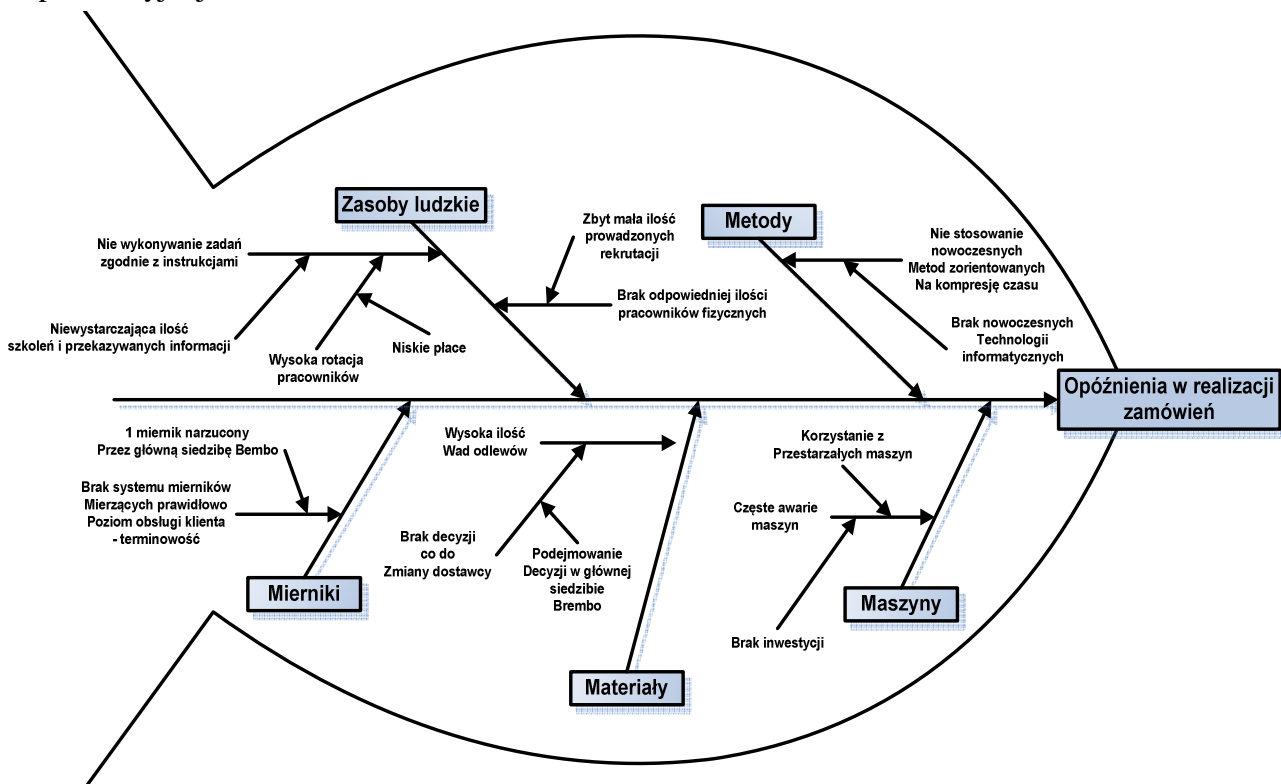 Zasoby ludzkie
Metody
Nie wykonywanie zadań
zgodnie z instrukcjami
Zbyt mała ilość
prowadzonych
rekrutacji
Nie stosowanie
nowoczesnych
Metod zorientowanych
Na kompresję czasu
Niewystarczająca ilość
szkoleń i przekazywanych informacji
Wysoka rotacja
pracowników
Niskie płace
Brak odpowiedniej ilości
pracowników fizycznych
Brak nowoczesnych
Technologii
informatycznych
Opóźnienia w realizacji
zamówień
1 miernik narzucony
Przez główną siedzibę Bembo
Brak systemu mierników
Mierzących prawidłowo
Poziom obsługi klienta
- terminowość
Mierniki
Wysoka ilość
Wad odlewów
Brak decyzji
co do
Zmiany dostawcy
Podejmowanie
Decyzji w głównej
siedzibie
Brembo
Materiały
Korzystanie z
Przestarzałych maszyn
Częste awarie
maszyn
Brak inwestycji
Maszyny